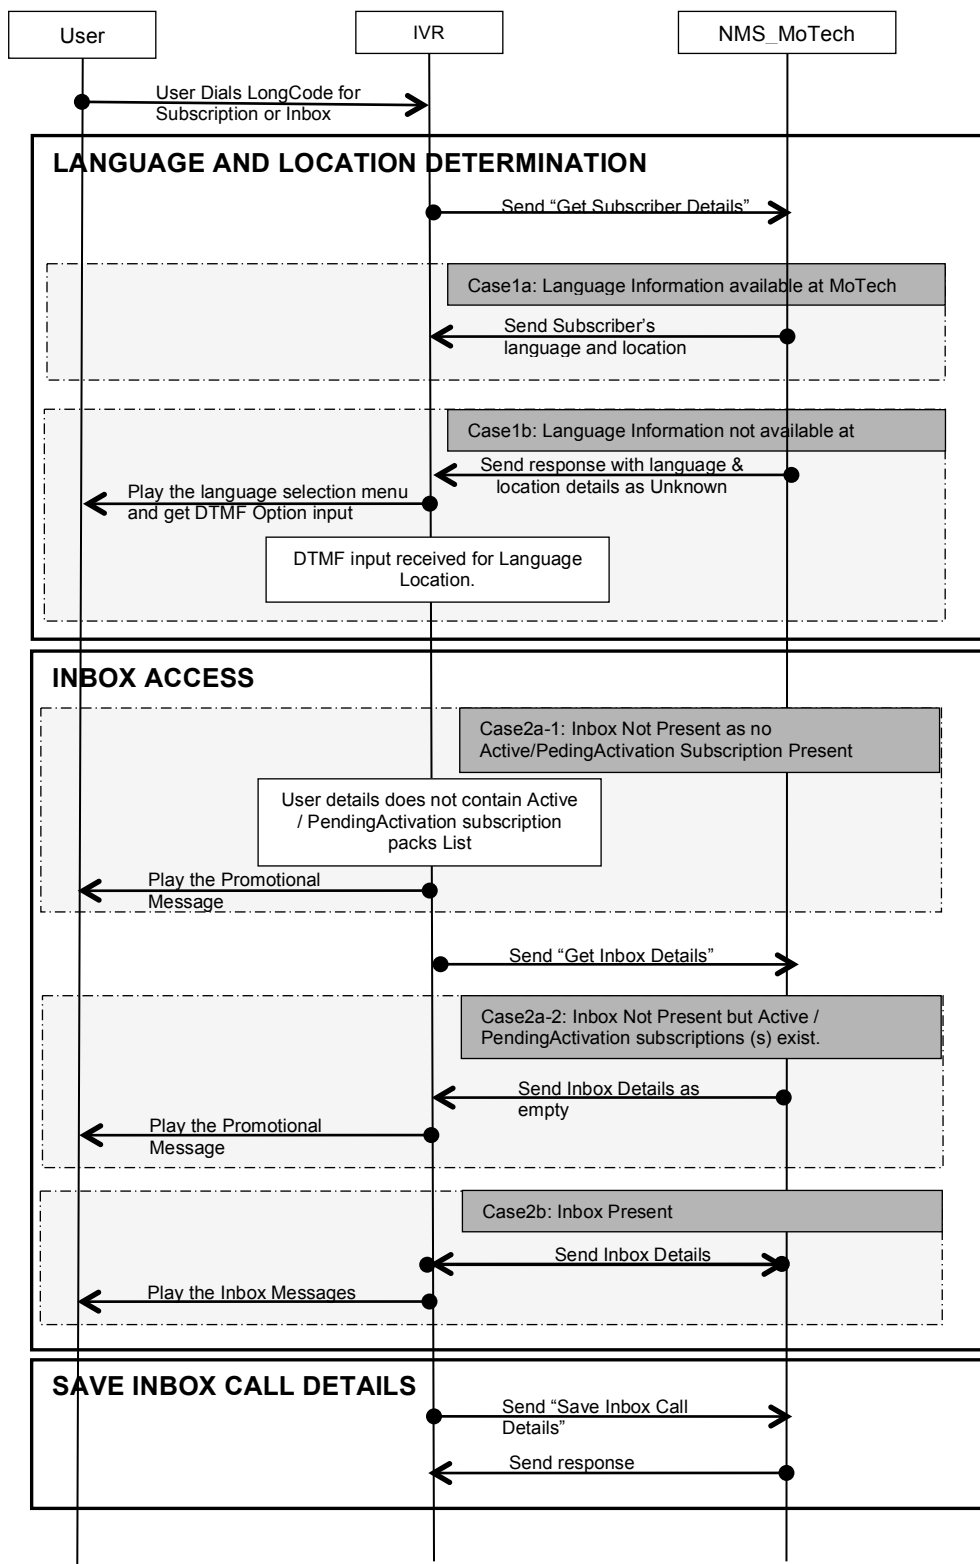 User
IVR
NMS_MoTech
User Dials LongCode for
Subscription or Inbox
LANGUAGE AND LOCATION DETERMINATION
Send “Get Subscriber Details”
Case1a: Language Information available at MoTech
Send Subscriber’s
language and location
Case1b: Language Information not available at
Send response with language &
location details as Unknown
Play the language selection menu
and get DTMF Option input
DTMF input received for Language
Location.
INBOX ACCESS
Case2a-1: Inbox Not Present as no
Active/PedingActivation Subscription Present
User details does not contain Active
/ PendingActivation subscription
packs List
Play the Promotional
Message
Send “Get Inbox Details”
Case2a-2: Inbox Not Present but Active /
PendingActivation subscriptions (s) exist.
Send Inbox Details as
empty
Play the Promotional
Message
Case2b: Inbox Present
Send Inbox Details
Play the Inbox Messages
SAVE INBOX CALL DETAILS
Send “Save Inbox Call
Details”
Send response